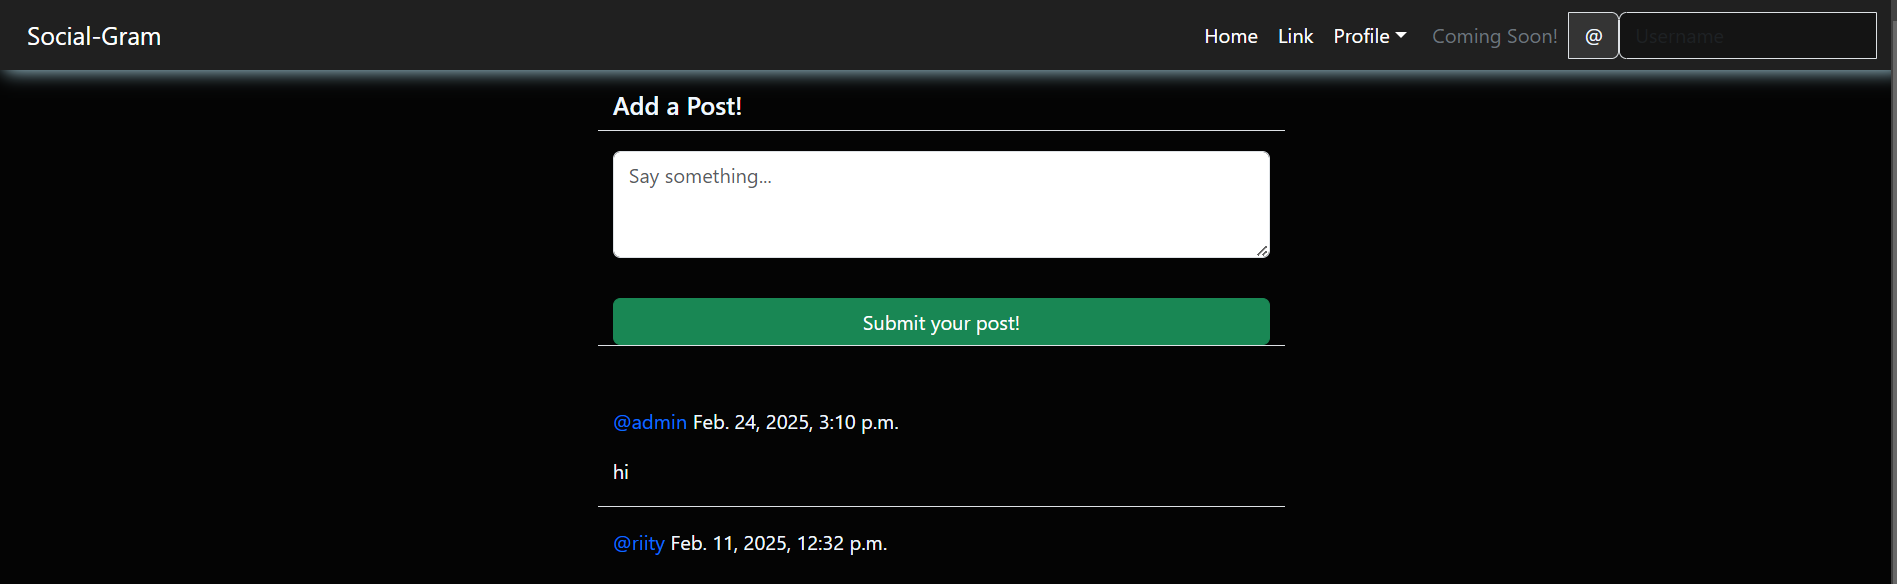 Social-Gram Home Link Profile Coming Soon! @ Username
Add a Post!
Say something...
Submit your post!
@admin Feb. 24, 2025, 3:10 p.m.
hi
@riity Feb. 11, 2025, 12:32 p.m.